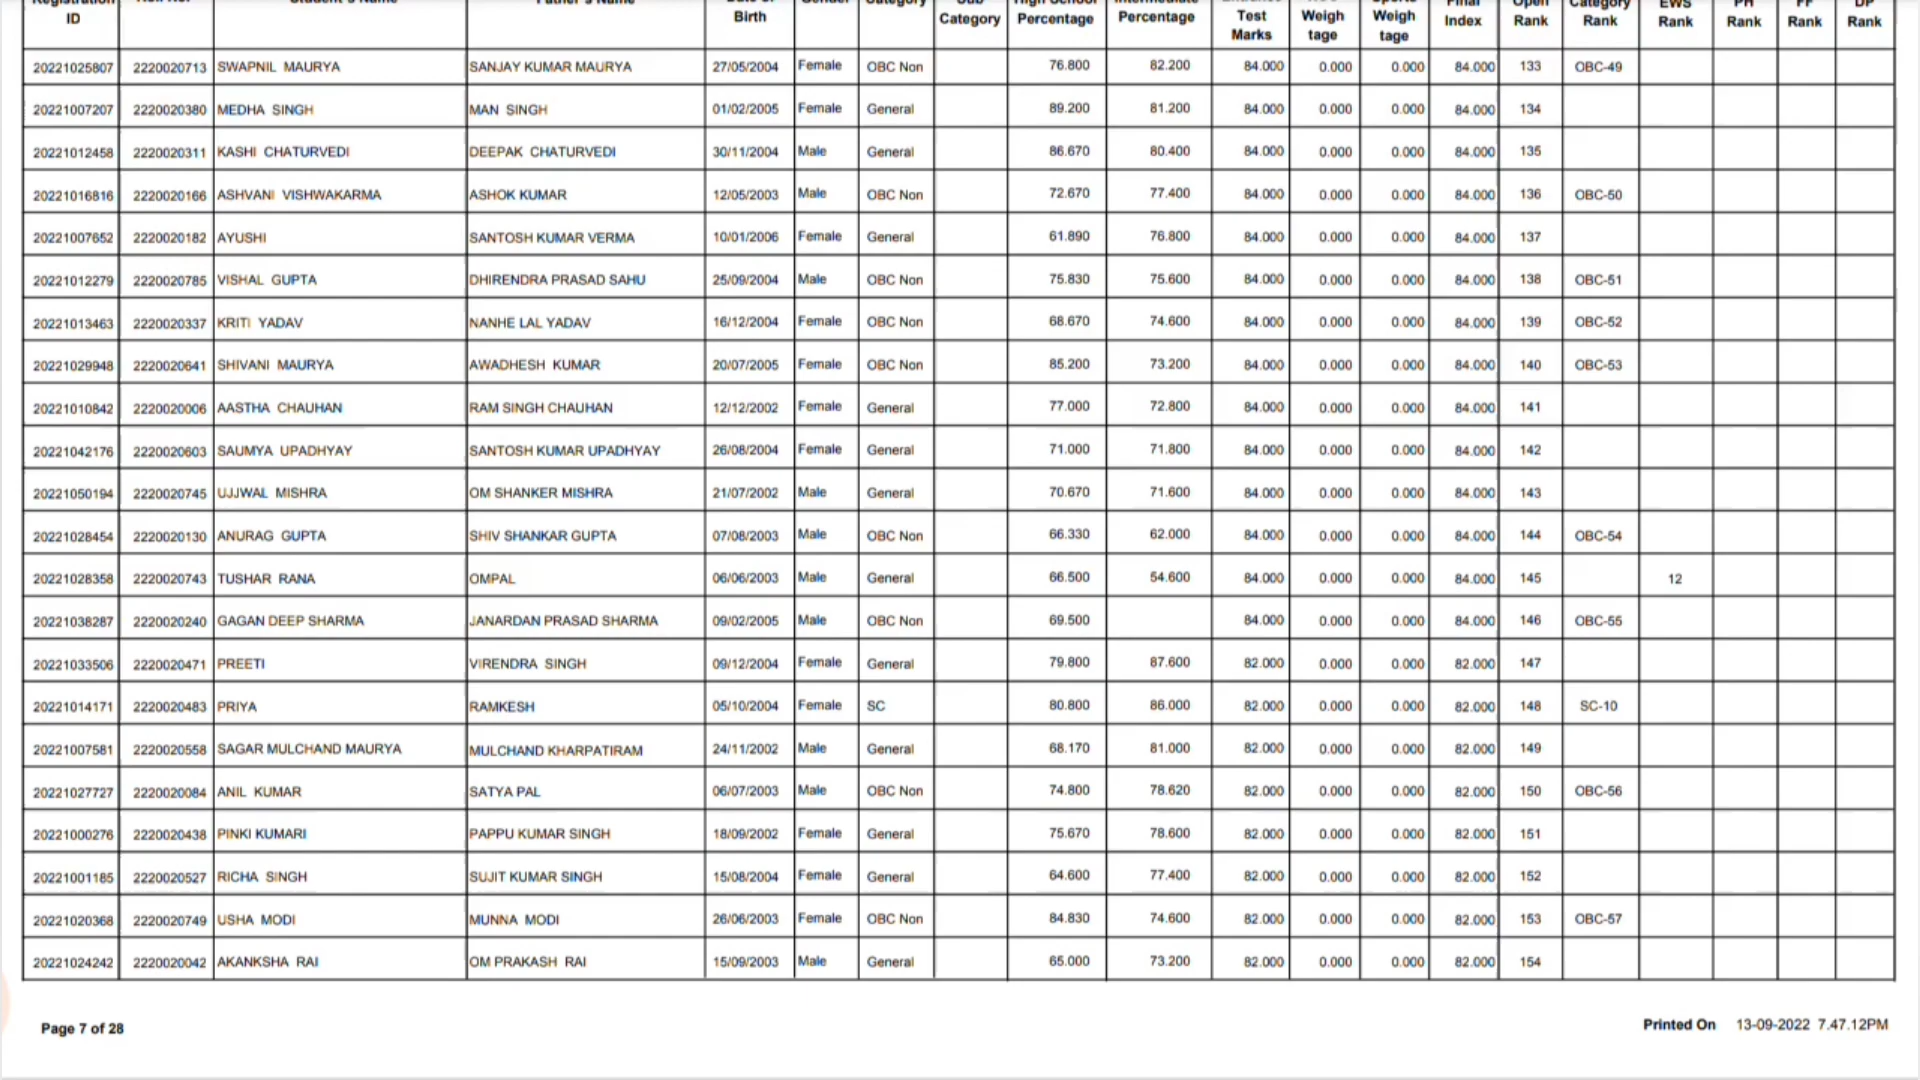 Registration ID Roll No. Student's Name Father's Name Date of Birth Gender Category Sub Category High School Percentage Intermediate Percentage Entrance Test Marks Weigh tage Sports Weigh tage Final Index Open Rank Category Rank EWS Rank PH Rank FF Rank DP Rank
20221025807 2220020713 SWAPNIL MAURYA SANJAY KUMAR MAURYA 27/05/2004 Female OBC Non 76.800 82.200 84.000 0.000 0.000 84.000 133 OBC-49
20221007207 2220020380 MEDHA SINGH MAN SINGH 01/02/2005 Female General 89.200 81.200 84.000 0.000 0.000 84.000 134
20221012458 2220020311 KASHI CHATURVEDI DEEPAK CHATURVEDI 30/11/2004 Male General 86.670 80.400 84.000 0.000 0.000 84.000 135
20221016816 2220020166 ASHVANI VISHWAKARMA ASHOK KUMAR 12/05/2003 Male OBC Non 72.670 77.400 84.000 0.000 0.000 84.000 136 OBC-50
20221007652 2220020182 AYUSHI SANTOSH KUMAR VERMA 10/01/2006 Female General 61.890 76.800 84.000 0.000 0.000 84.000 137
20221012279 2220020785 VISHAL GUPTA DHIRENDRA PRASAD SAHU 25/09/2004 Male OBC Non 75.830 75.600 84.000 0.000 0.000 84.000 138 OBC-51
20221013463 2220020337 KRITI YADAV NANHE LAL YADAV 16/12/2004 Female OBC Non 68.670 74.600 84.000 0.000 0.000 84.000 139 OBC-52
20221029948 2220020641 SHIVANI MAURYA AWADHESH KUMAR 20/07/2005 Female OBC Non 85.200 73.200 84.000 0.000 0.000 84.000 140 OBC-53
20221010842 2220020006 AASTHA CHAUHAN RAM SINGH CHAUHAN 12/12/2002 Female General 77.000 72.800 84.000 0.000 0.000 84.000 141
20221042176 2220020603 SAUMYA UPADHYAY SANTOSH KUMAR UPADHYAY 26/08/2004 Female General 71.000 71.800 84.000 0.000 0.000 84.000 142
20221050194 2220020745 UJJWAL MISHRA OM SHANKER MISHRA 21/07/2002 Male General 70.670 71.600 84.000 0.000 0.000 84.000 143
20221028454 2220020130 ANURAG GUPTA SHIV SHANKAR GUPTA 07/08/2003 Male OBC Non 66.330 62.000 84.000 0.000 0.000 84.000 144 OBC-54
20221028358 2220020743 TUSHAR RANA OMPAL 06/06/2003 Male General 66.500 54.600 84.000 0.000 0.000 84.000 145 12
20221038287 2220020240 GAGAN DEEP SHARMA JANARDAN PRASAD SHARMA 09/02/2005 Male OBC Non 69.500 84.000 0.000 0.000 84.000 146 OBC-55
20221033506 2220020471 PREETI VIRENDRA SINGH 09/12/2004 Female General 79.800 87.600 82.000 0.000 0.000 82.000 147
20221014171 2220020483 PRIYA RAMKESH 05/10/2004 Female SC 80.800 86.000 82.000 0.000 0.000 82.000 148 SC-10
20221007581 2220020558 SAGAR MULCHAND MAURYA MULCHAND KHARPATIRAM 24/11/2002 Male General 68.170 81.000 82.000 0.000 0.000 82.000 149
20221027727 2220020084 ANIL KUMAR SATYA PAL 06/07/2003 Male OBC Non 74.800 78.620 82.000 0.000 0.000 82.000 150 OBC-56
20221000276 2220020438 PINKI KUMARI PAPPU KUMAR SINGH 18/09/2002 Female General 75.670 78.600 82.000 0.000 0.000 82.000 151
20221001185 2220020527 RICHA SINGH SUJIT KUMAR SINGH 15/08/2004 Female General 64.600 77.400 82.000 0.000 0.000 82.000 152
20221020368 2220020749 USHA MODI MUNNA MODI 26/06/2003 Female OBC Non 84.830 74.600 82.000 0.000 0.000 82.000 153 OBC-57
20221024242 2220020042 AKANKSHA RAI OM PRAKASH RAI 15/09/2003 Male General 65.000 73.200 82.000 0.000 0.000 82.000 154
Page 7 of 28 Printed On 13-09-2022 7.47.12PM